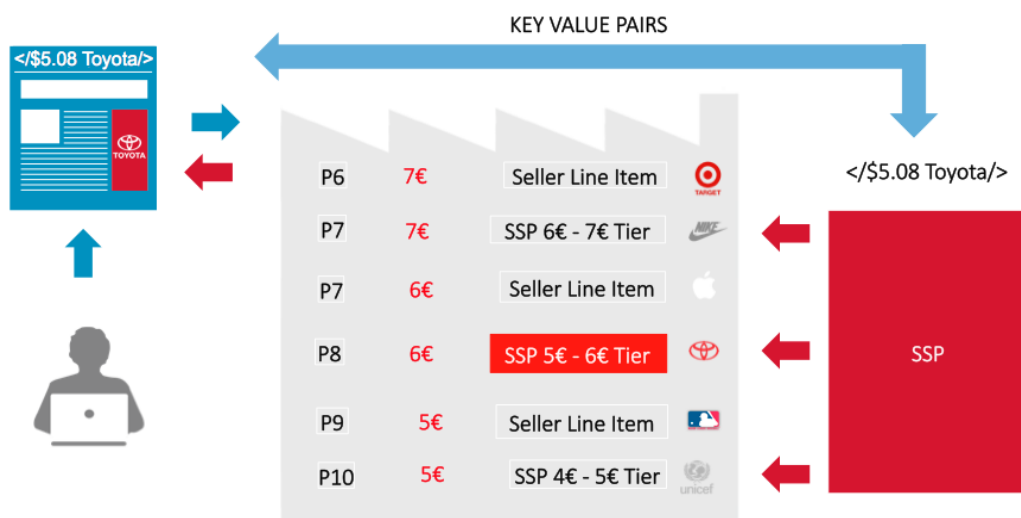 KEY VALUE PAIRS
</$5.08 Toyota/>
TOYOTA
P6 7€ Seller Line Item TARGET
</$5.08 Toyota/>
P7 7€ SSP 6€ - 7€ Tier NIKE
P7 6€ Seller Line Item
P8 6€ SSP 5€ - 6€ Tier
SSP
P9 5€ Seller Line Item
P10 5€ SSP 4€ - 5€ Tier
unicef